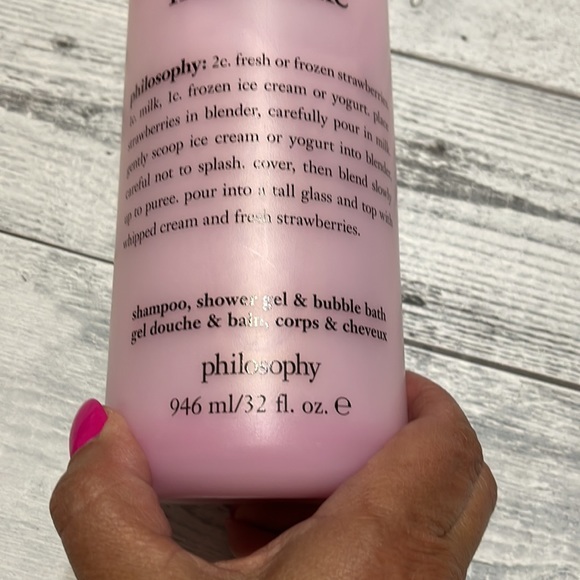 philosophy: 2c. fresh or frozen strawberries
milk, 1c. frozen ice cream or yogurt. place
strawberries in blender, carefully pour in milk
gently scoop ice cream or yogurt into blender
careful not to splash. cover, then blend slowly
up to puree. pour into a tall glass and top with
whipped cream and fresh strawberries.
shampoo, shower gel & bubble bath
gel douche & bain, corps & cheveux
philosophy
946 ml/32 fl. oz. ℮